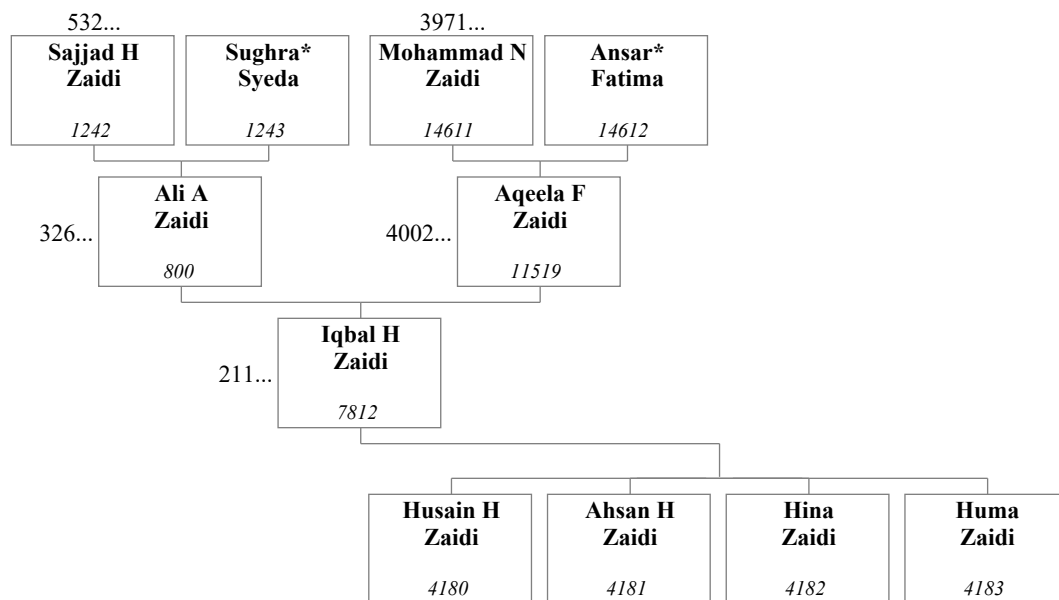 532...
3971...
Sajjad H
Zaidi
1242
Sughra*
Syeda
1243
Mohammad N
Zaidi
14611
Ansar*
Fatima
14612
326...
Ali A
Zaidi
800
4002...
Aqeela F
Zaidi
11519
211...
Iqbal H
Zaidi
7812
Husain H
Zaidi
4180
Ahsan H
Zaidi
4181
Hina
Zaidi
4182
Huma
Zaidi
4183